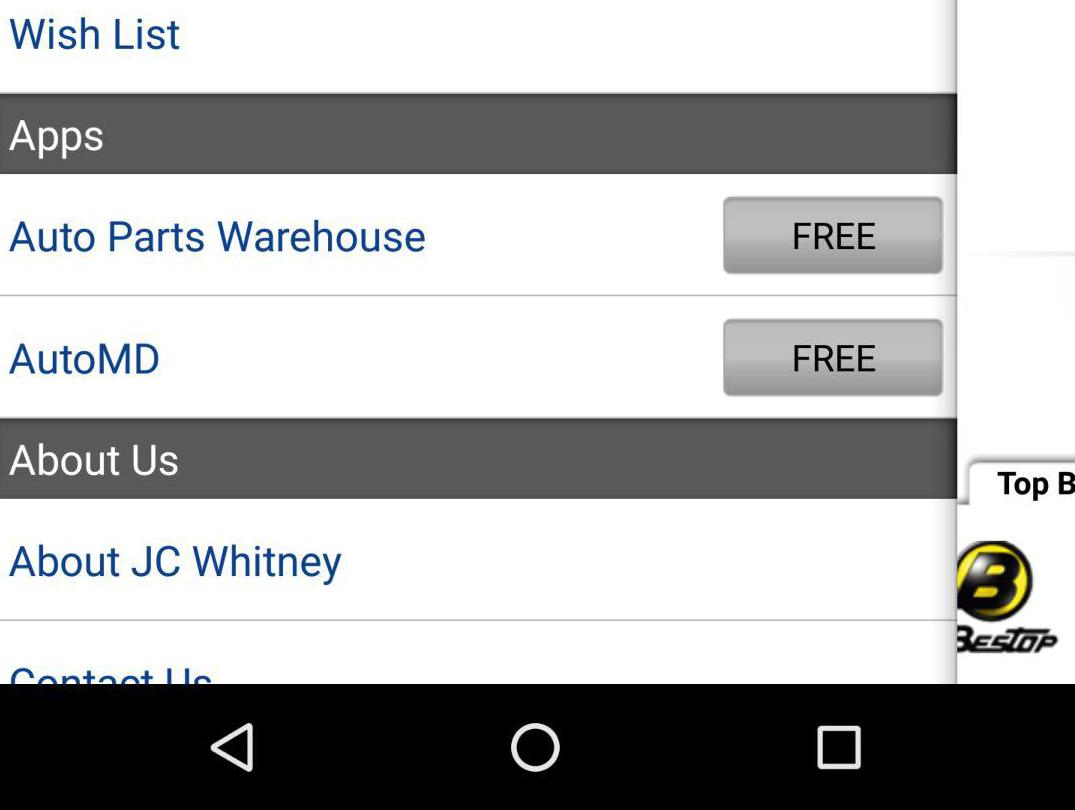 Wish List
Apps
Auto Parts Warehouse FREE
AutoMD FREE
About Us
Top B
About JC Whitney
BESTOP
Contact Us